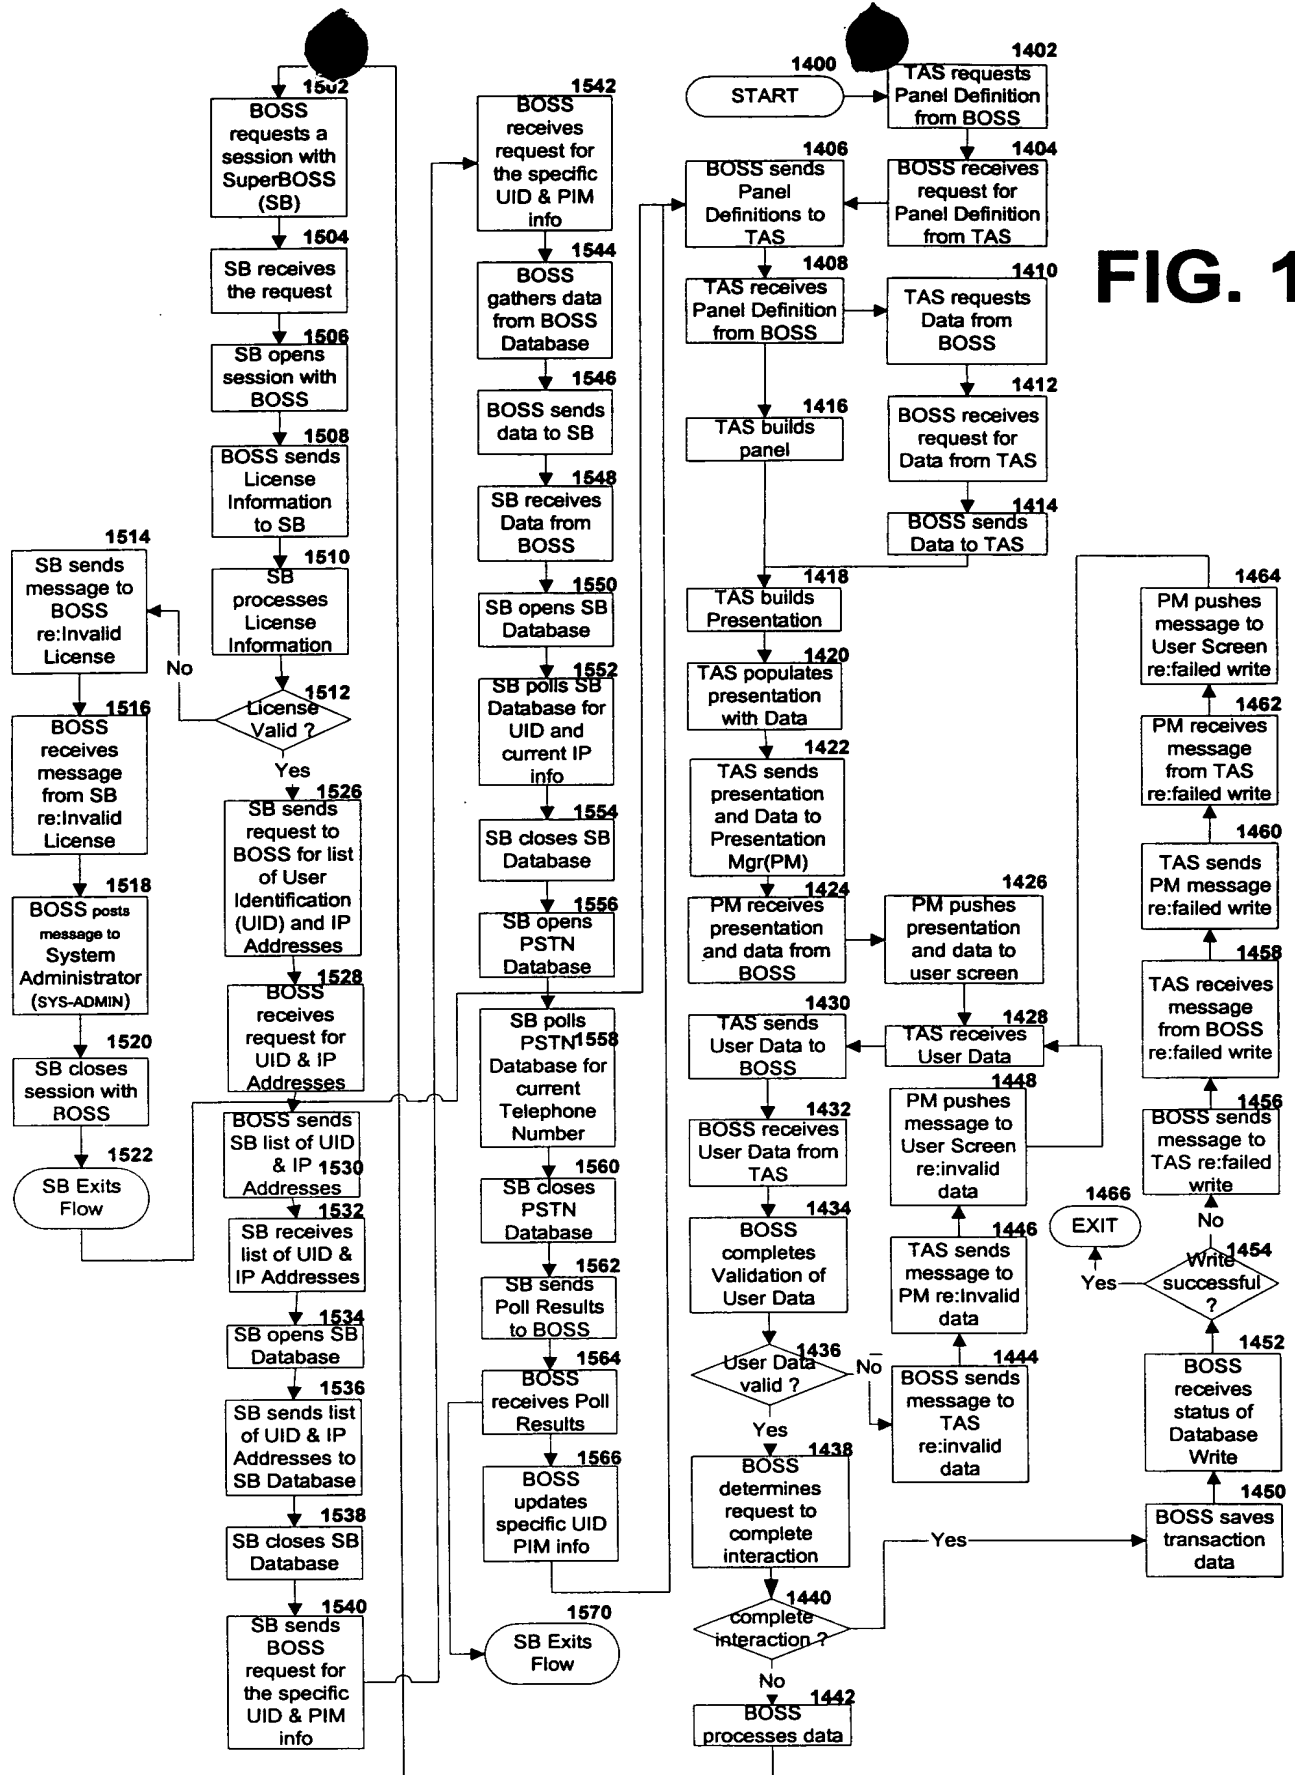 1502
BOSS
requests a
session with
SuperBOSS
(SB)
1504
SB receives
the request
1506
SB opens
session with
BOSS
1508
BOSS sends
License
Information
to SB
1510
SB
processes
License
Information
1512
License
Valid ?
No
Yes
1514
SB sends
message to
BOSS
re:Invalid
License
1516
BOSS
receives
message
from SB
re:Invalid
License
1518
BOSS posts
message to
System
Administrator
(SYS-ADMIN)
1520
SB closes
session with
BOSS
1522
SB Exits
Flow
1526
SB sends
request to
BOSS for list
of User
Identification
(UID) and IP
Addresses
1528
BOSS
receives
request for
UID & IP
Addresses
BOSS sends
SB list of UID
& IP 1530
Addresses
1532
SB receives
list of UID &
IP Addresses
1534
SB opens SB
Database
1536
SB sends list
of UID & IP
Addresses to
SB Database
1538
SB closes SB
Database
1540
SB sends
BOSS
request for
the specific
UID & PIM
info
1542
BOSS
receives
request for
the specific
UID & PIM
info
1544
BOSS
gathers data
from BOSS
Database
1546
BOSS sends
data to SB
1548
SB receives
Data from
BOSS
1550
SB opens SB
Database
1552
SB polls SB
Database for
UID and
current IP
info
1554
SB closes SB
Database
1556
SB opens
PSTN
Database
SB polls
PSTN 1558
Database for
current
Telephone
Number
1560
SB closes
PSTN
Database
1562
SB sends
Poll Results
to BOSS
1564
BOSS
receives Poll
Results
1566
BOSS
updates
specific UID
PIM info
1570
SB Exits
Flow
1400
START
1402
TAS requests
Panel Definition
from BOSS
1404
BOSS receives
request for
Panel Definition
from TAS
1406
BOSS sends
Panel
Definitions to
TAS
1408
TAS receives
Panel Definition
from BOSS
1410
TAS requests
Data from
BOSS
1412
BOSS receives
request for
Data from TAS
1414
BOSS sends
Data to TAS
1416
TAS builds
panel
1418
TAS builds
Presentation
1420
TAS populates
presentation
with Data
1422
TAS sends
presentation
and Data to
Presentation
Mgr(PM)
1424
PM receives
presentation
and data from
BOSS
1426
PM pushes
presentation
and data to
user screen
1428
TAS receives
User Data
1430
TAS sends
User Data to
BOSS
1432
BOSS receives
User Data from
TAS
1434
BOSS
completes
Validation of
User Data
1436
User Data
valid ?
No
Yes
1438
BOSS
determines
request to
complete
interaction
1440
complete
interaction ?
Yes
No
1442
BOSS
processes data
1444
BOSS sends
message to
TAS
re:invalid
data
1446
TAS sends
message to
PM re:Invalid
data
1448
PM pushes
message to
User Screen
re:invalid
data
1450
BOSS saves
transaction
data
1452
BOSS
receives
status of
Database
Write
1454
Write
successful
?
Yes
No
1456
BOSS sends
message to
TAS re:failed
write
1458
TAS receives
message
from BOSS
re:failed write
1460
TAS sends
PM message
re:failed write
1462
PM receives
message
from TAS
re:failed write
1464
PM pushes
message to
User Screen
re:failed write
1466
EXIT
FIG. 1